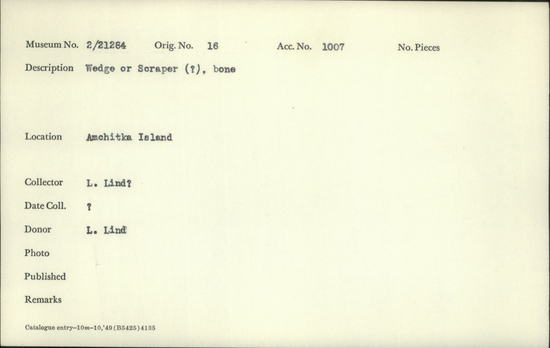 Museum No. 2/21284 Orig. No. 16 Acc. No. 1007 No. Pieces
Description Wedge or Scraper (?), bone
Location Amchitka Island
Collector L. Lind?
Date Coll. ?
Donor L. Lind
Photo
Published
Remarks
Catalogue entry—10m—10,'49 (B5425) 4135